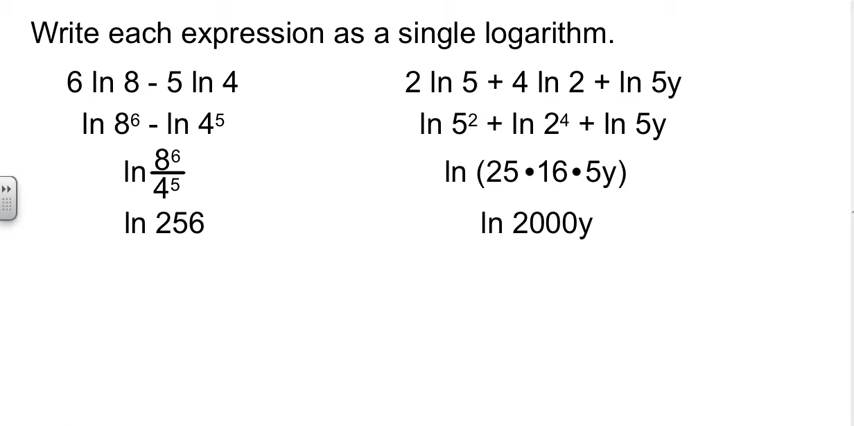 Write each expression as a single logarithm.
6 ln 8 - 5 ln 4
ln 8⁶ - ln 4⁵
ln 8⁶/4⁵
ln 256
2 ln 5 + 4 ln 2 + ln 5y
ln 5² + ln 2⁴ + ln 5y
ln (25•16•5y)
ln 2000y